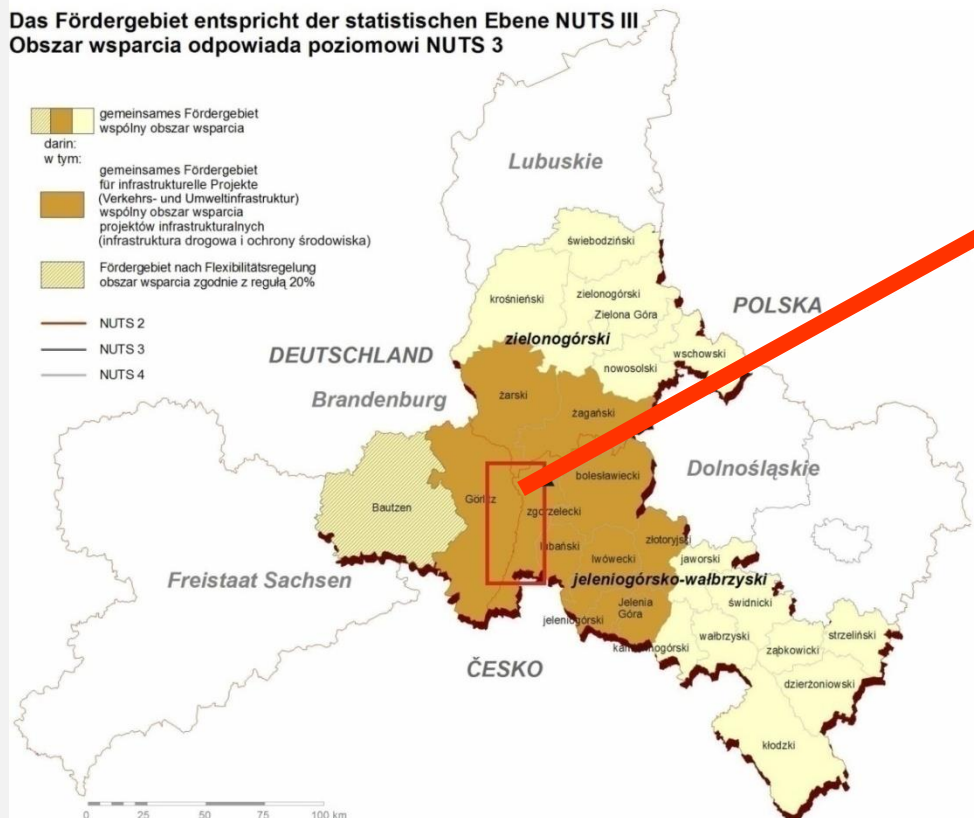 Das Fördergebiet entspricht der statistischen Ebene NUTS III
Obszar wsparcia odpowiada poziomowi NUTS 3
gemeinsames Fördergebiet
wspólny obszar wsparcia
darin:
w tym:
gemeinsames Fördergebiet
für infrastrukturelle Projekte
(Verkehrs- und Umweltinfrastruktur)
wspólny obszar wsparcia
projektów infrastrukturalnych
(infrastruktura drogowa i ochrony środowiska)
Fördergebiet nach Flexibilitätsregelung
obszar wsparcia zgodnie z regułą 20%
NUTS 2
NUTS 3
NUTS 4
Lubuskie
świebodziński
krośnieński
zielonogórski
Zielona Góra
POLSKA
zielonogórski
wschowski
DEUTSCHLAND
nowosolski
Brandenburg
żarski
żagański
Dolnośląskie
bolesławiecki
Görlitz
Bautzen
zgorzelecki
złotoryjski
lubański
lwówecki
jaworski
Freistaat Sachsen
jeleniogórsko-wałbrzyski
Jelenia
Góra
świdnicki
jeleniogórski
strzeliński
wałbrzyski
kamiennogórski
ząbkowicki
ČESKO
dzierżoniowski
kłodzki
0 25 50 75 100 km